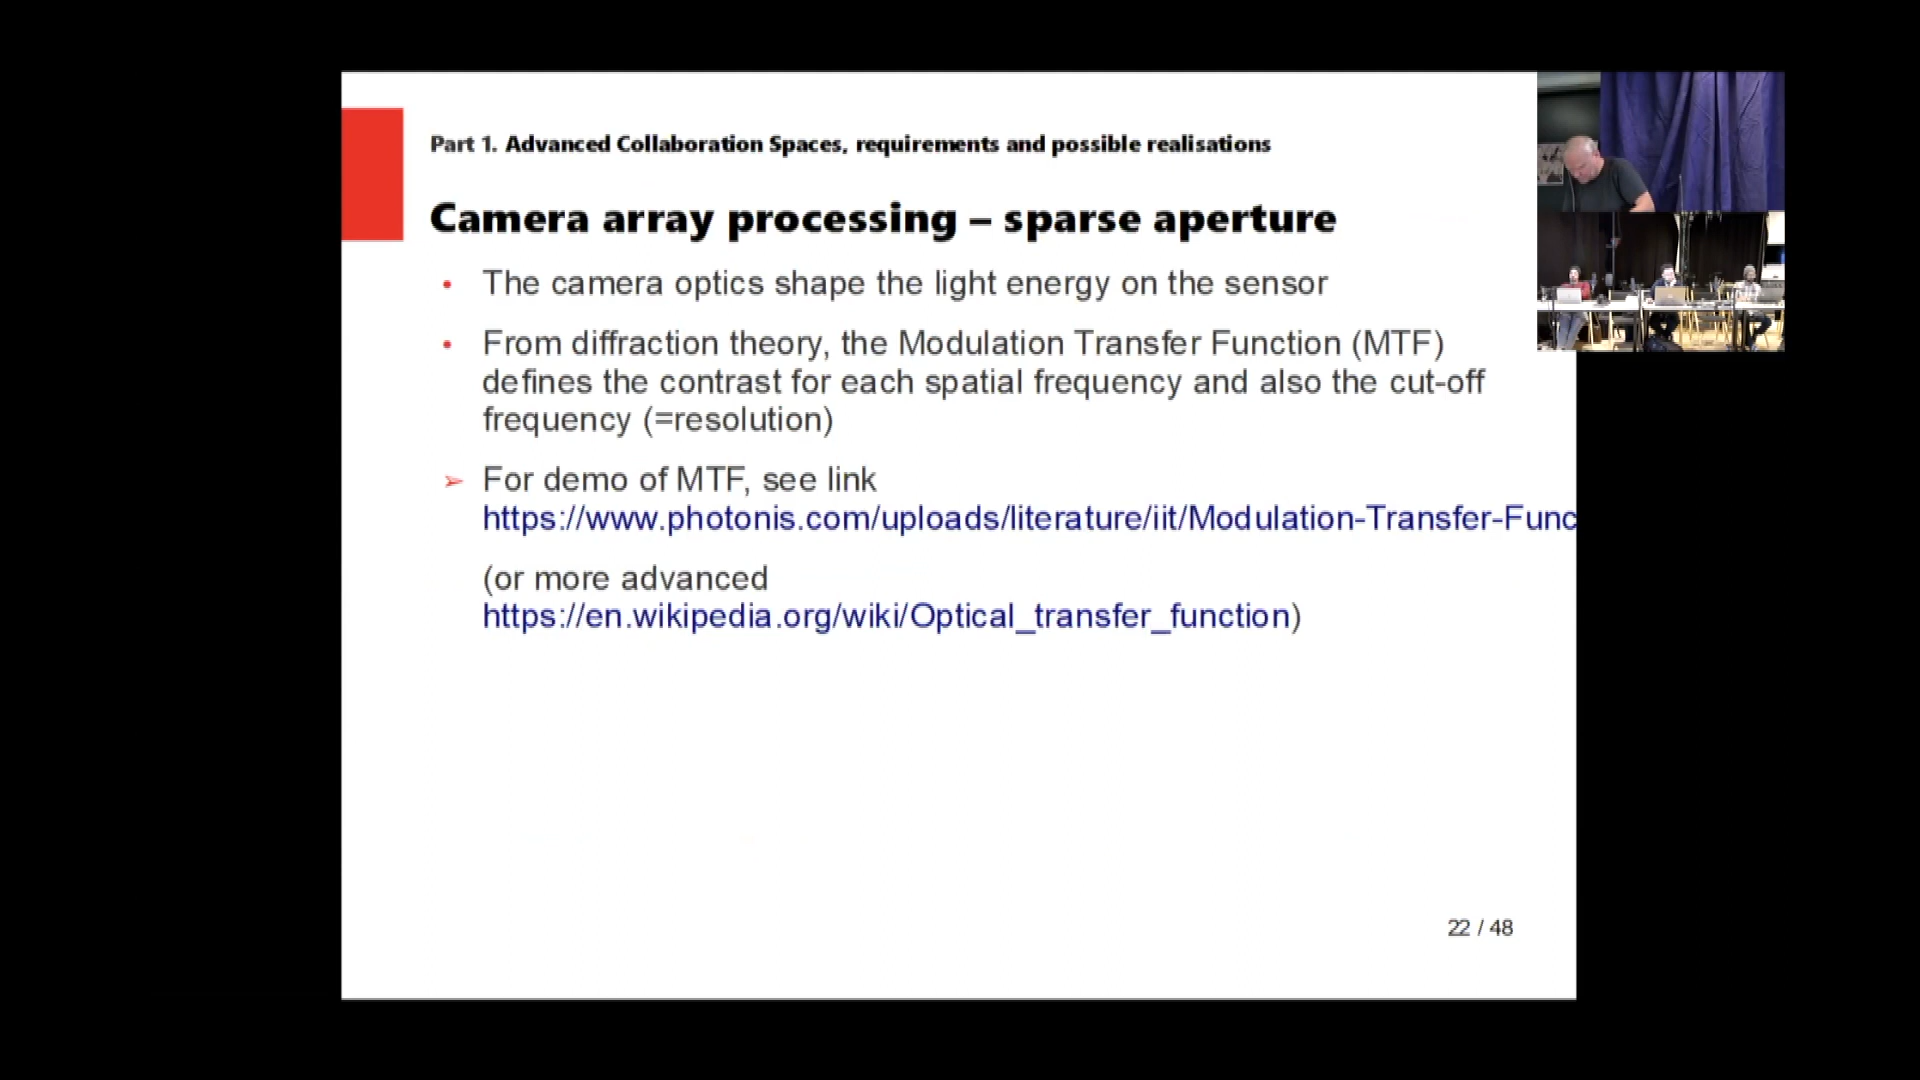 Part 1. Advanced Collaboration Spaces, requirements and possible realisations
Camera array processing – sparse aperture
• The camera optics shape the light energy on the sensor
• From diffraction theory, the Modulation Transfer Function (MTF)
defines the contrast for each spatial frequency and also the cut-off
frequency (=resolution)
➢ For demo of MTF, see link
https://www.photonis.com/uploads/literature/iit/Modulation-Transfer-Func
(or more advanced
https://en.wikipedia.org/wiki/Optical_transfer_function)
22 / 48